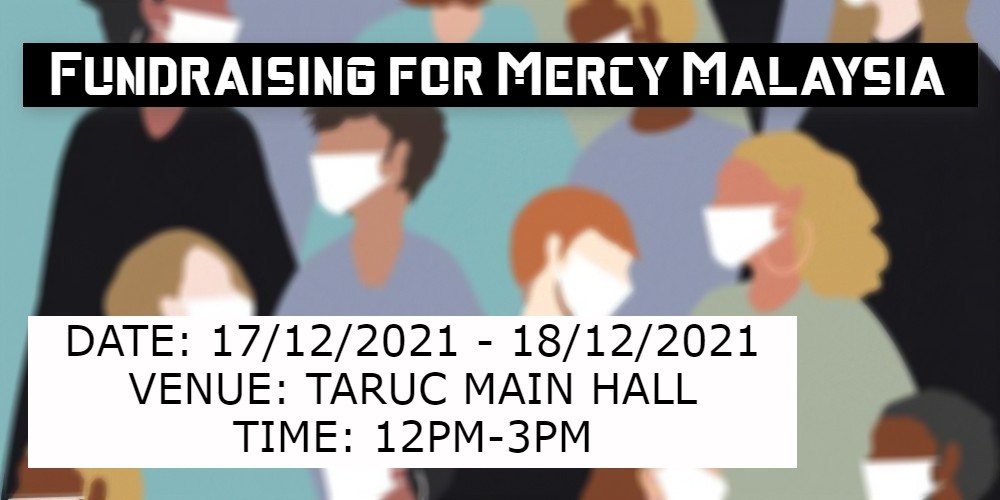 Fundraising for Mercy Malaysia
DATE: 17/12/2021 - 18/12/2021
VENUE: TARUC MAIN HALL
TIME: 12PM-3PM